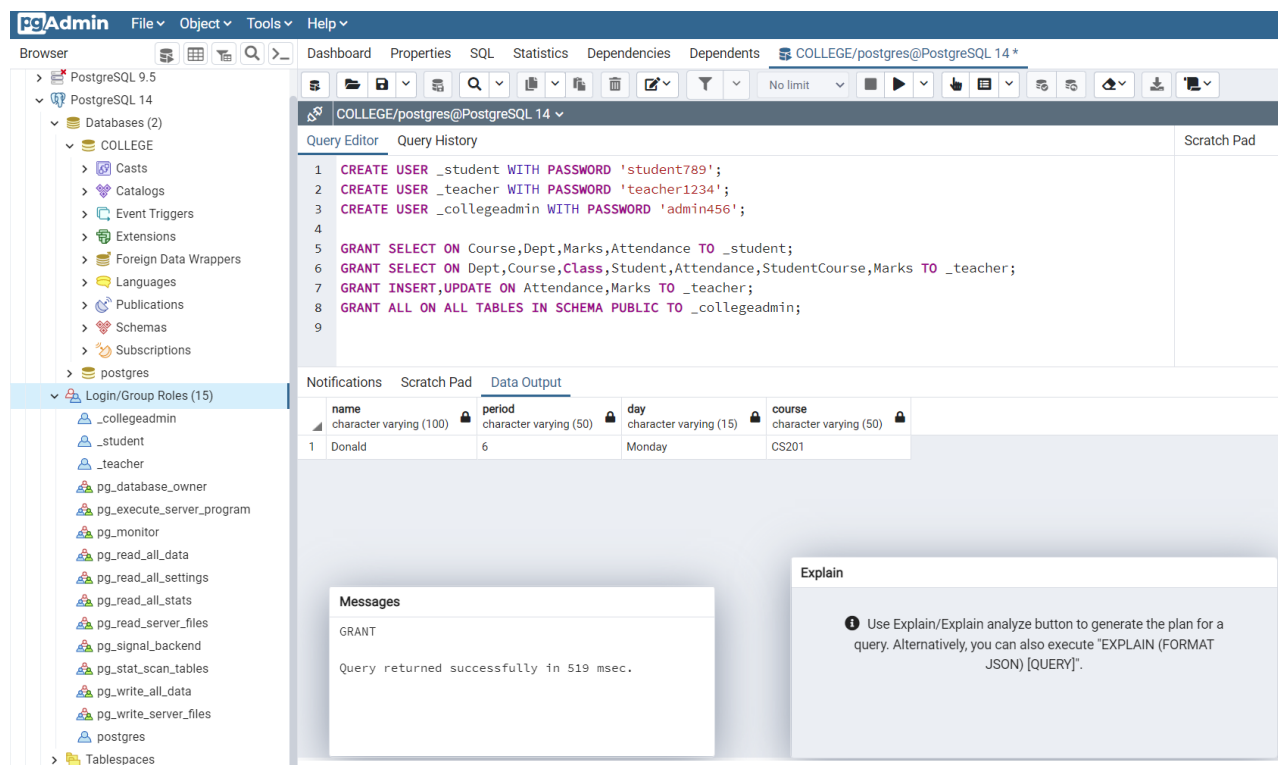 pgAdmin File Object Tools Help
Browser
Dashboard Properties SQL Statistics Dependencies Dependents COLLEGE/postgres@PostgreSQL 14 *
PostgreSQL 9.5
PostgreSQL 14
Databases (2)
COLLEGE
Casts
Catalogs
Event Triggers
Extensions
Foreign Data Wrappers
Languages
Publications
Schemas
Subscriptions
postgres
Login/Group Roles (15)
_collegeadmin
_student
_teacher
pg_database_owner
pg_execute_server_program
pg_monitor
pg_read_all_data
pg_read_all_settings
pg_read_all_stats
pg_read_server_files
pg_signal_backend
pg_stat_scan_tables
pg_write_all_data
pg_write_server_files
postgres
Tablespaces
No limit
COLLEGE/postgres@PostgreSQL 14
Query Editor Query History
Scratch Pad
1 CREATE USER _student WITH PASSWORD 'student789';
2 CREATE USER _teacher WITH PASSWORD 'teacher1234';
3 CREATE USER _collegeadmin WITH PASSWORD 'admin456';
4
5 GRANT SELECT ON Course,Dept,Marks,Attendance TO _student;
6 GRANT SELECT ON Dept,Course,Class,Student,Attendance,StudentCourse,Marks TO _teacher;
7 GRANT INSERT,UPDATE ON Attendance,Marks TO _teacher;
8 GRANT ALL ON ALL TABLES IN SCHEMA PUBLIC TO _collegeadmin;
9
Notifications Scratch Pad Data Output
name period day course
character varying (100) character varying (50) character varying (15) character varying (50)
1 Donald 6 Monday CS201
Messages
GRANT
Query returned successfully in 519 msec.
Explain
Use Explain/Explain analyze button to generate the plan for a
query. Alternatively, you can also execute "EXPLAIN (FORMAT
JSON) [QUERY]".